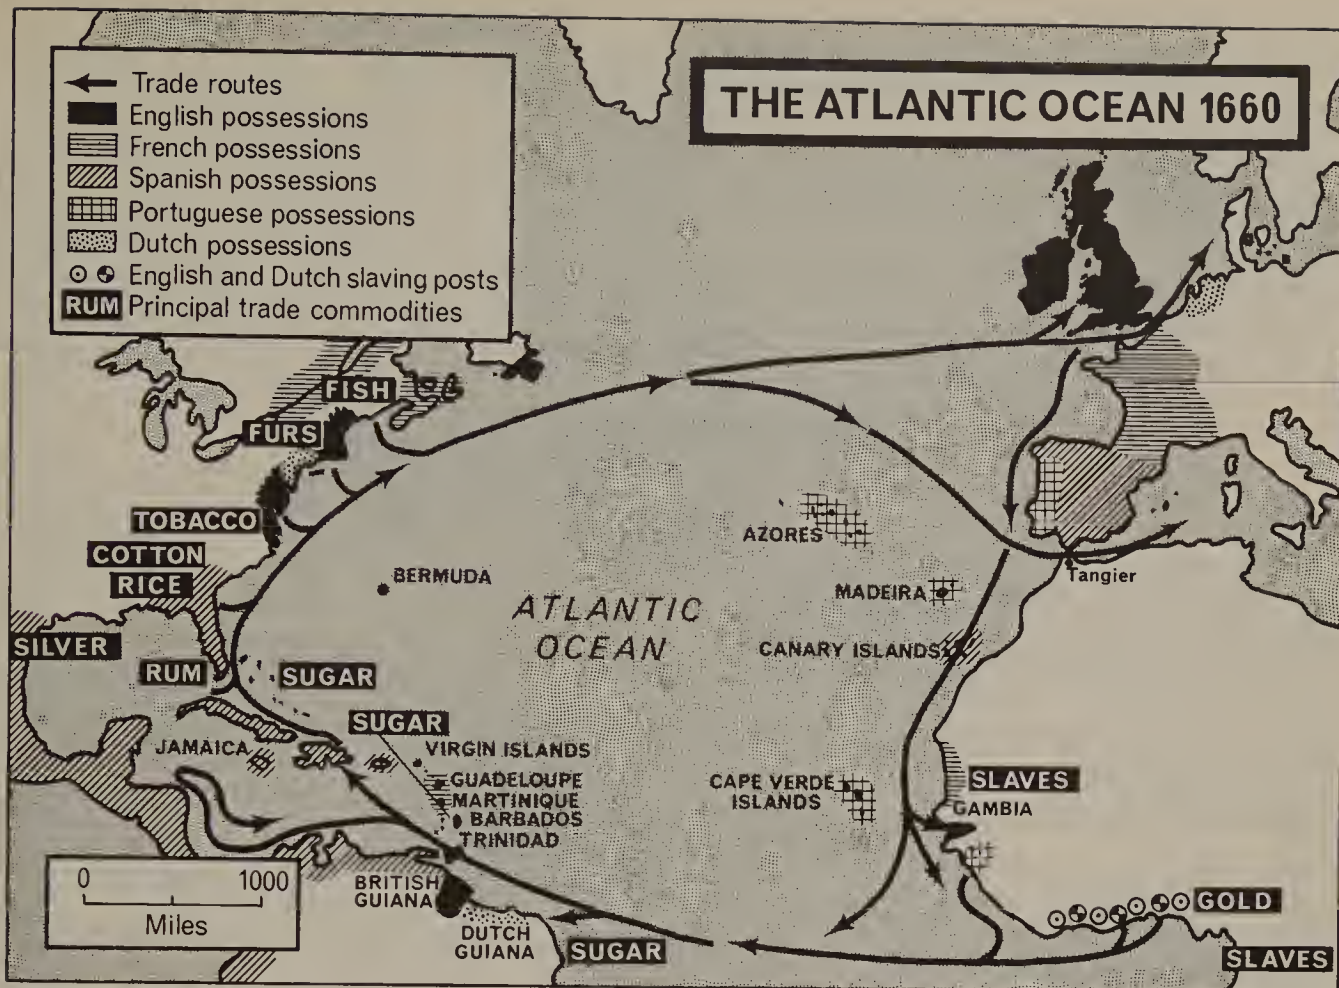 THE ATLANTIC OCEAN 1660
Trade routes
English possessions
French possessions
Spanish possessions
Portuguese possessions
Dutch possessions
English and Dutch slaving posts
RUM Principal trade commodities
FISH
FURS
TOBACCO
COTTON
RICE
SILVER
RUM
SUGAR
BERMUDA
ATLANTIC
OCEAN
AZORES
MADEIRA
CANARY ISLANDS
Tangier
SUGAR
JAMAICA
VIRGIN ISLANDS
GUADELOUPE
MARTINIQUE
BARBADOS
TRINIDAD
CAPE VERDE
ISLANDS
SLAVES
GAMBIA
BRITISH
GUIANA
DUTCH
GUIANA
SUGAR
GOLD
SLAVES
0 1000
Miles